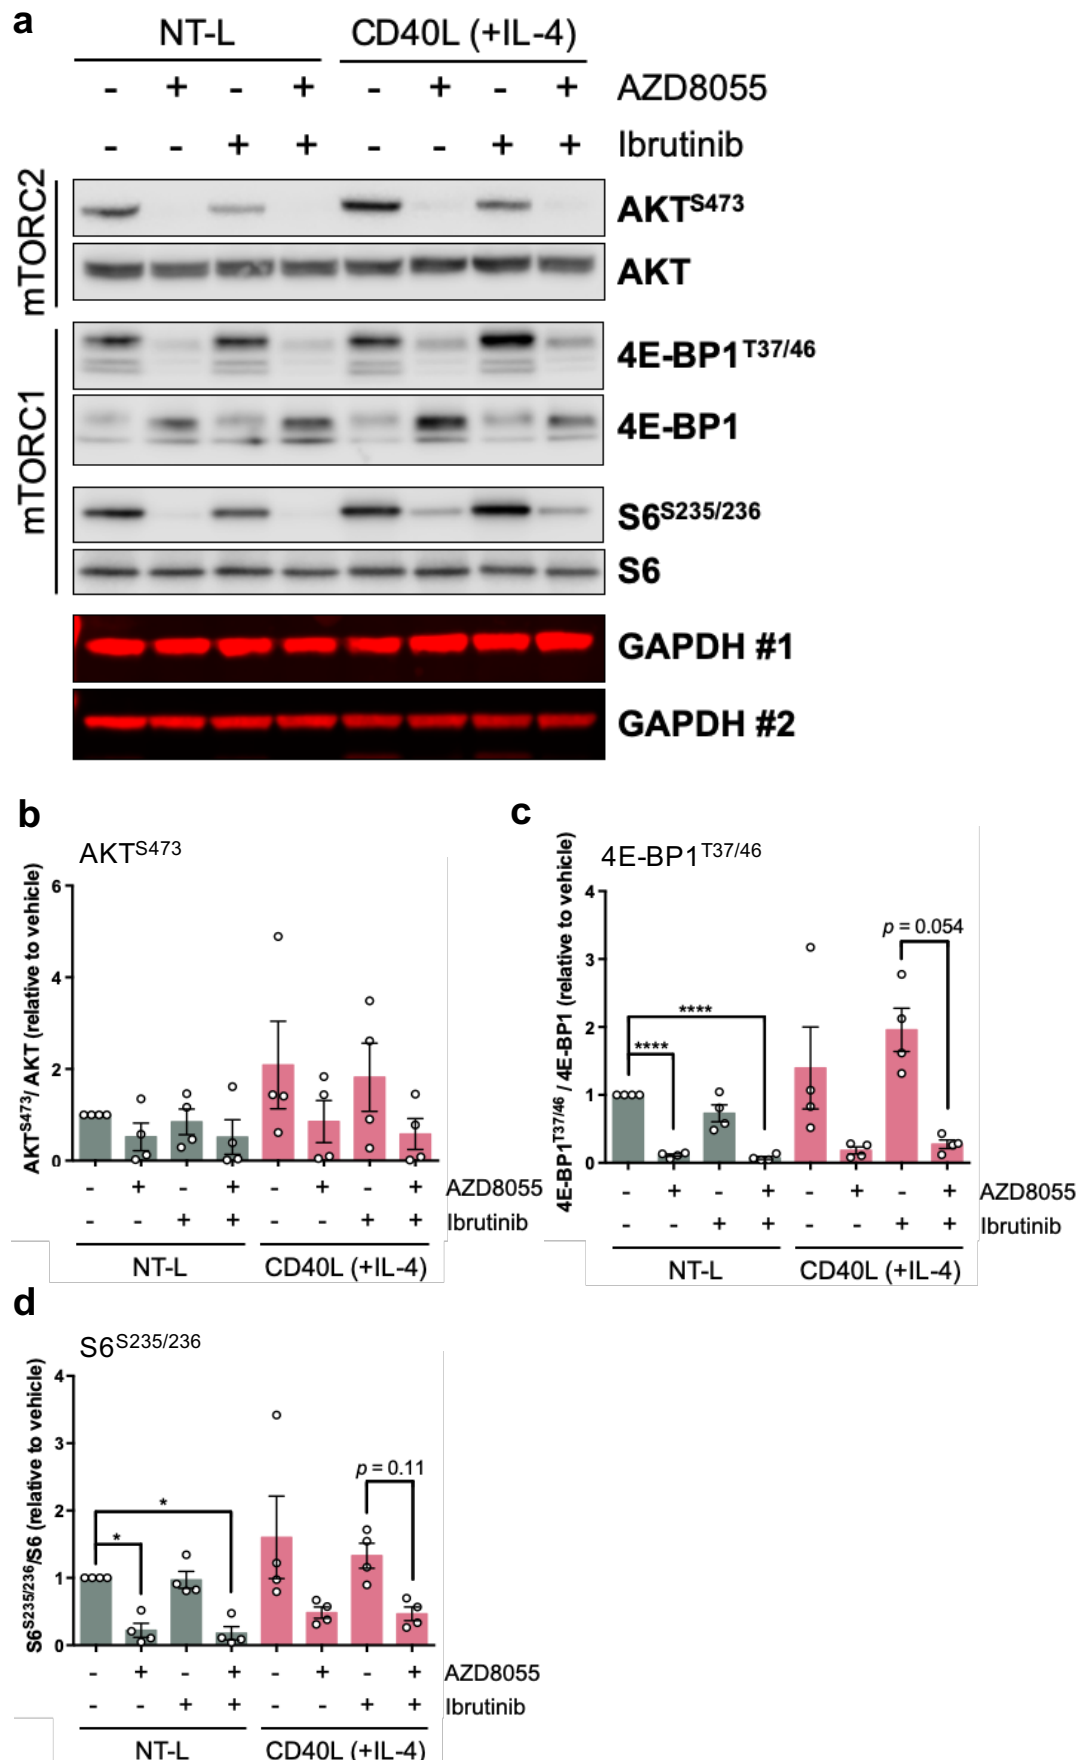 a
NT-L CD40L (+IL-4)
- + - + - + - + AZD8055
- - + + - - + + Ibrutinib
mTORC2
AKTS473
AKT
mTORC1
4E-BP1T37/46
4E-BP1
S6S235/236
S6
GAPDH #1
GAPDH #2
b
AKTS473
AKTS473/ AKT (relative to vehicle)
6
4
2
0
- + - + - + - + AZD8055
- - + + - - + + Ibrutinib
NT-L CD40L (+IL-4)
c
4E-BP1T37/46
4E-BP1T37/46 / 4E-BP1 (relative to vehicle)
4
3
2
1
0
****
****
p = 0.054
- + - + - + - + AZD8055
- - + + - - + + Ibrutinib
NT-L CD40L (+IL-4)
d
S6S235/236
S6S235/236/S6 (relative to vehicle)
4
3
2
1
0
*
*
p = 0.11
- + - + - + - + AZD8055
- - + + - - + + Ibrutinib
NT-L CD40L (+IL-4)